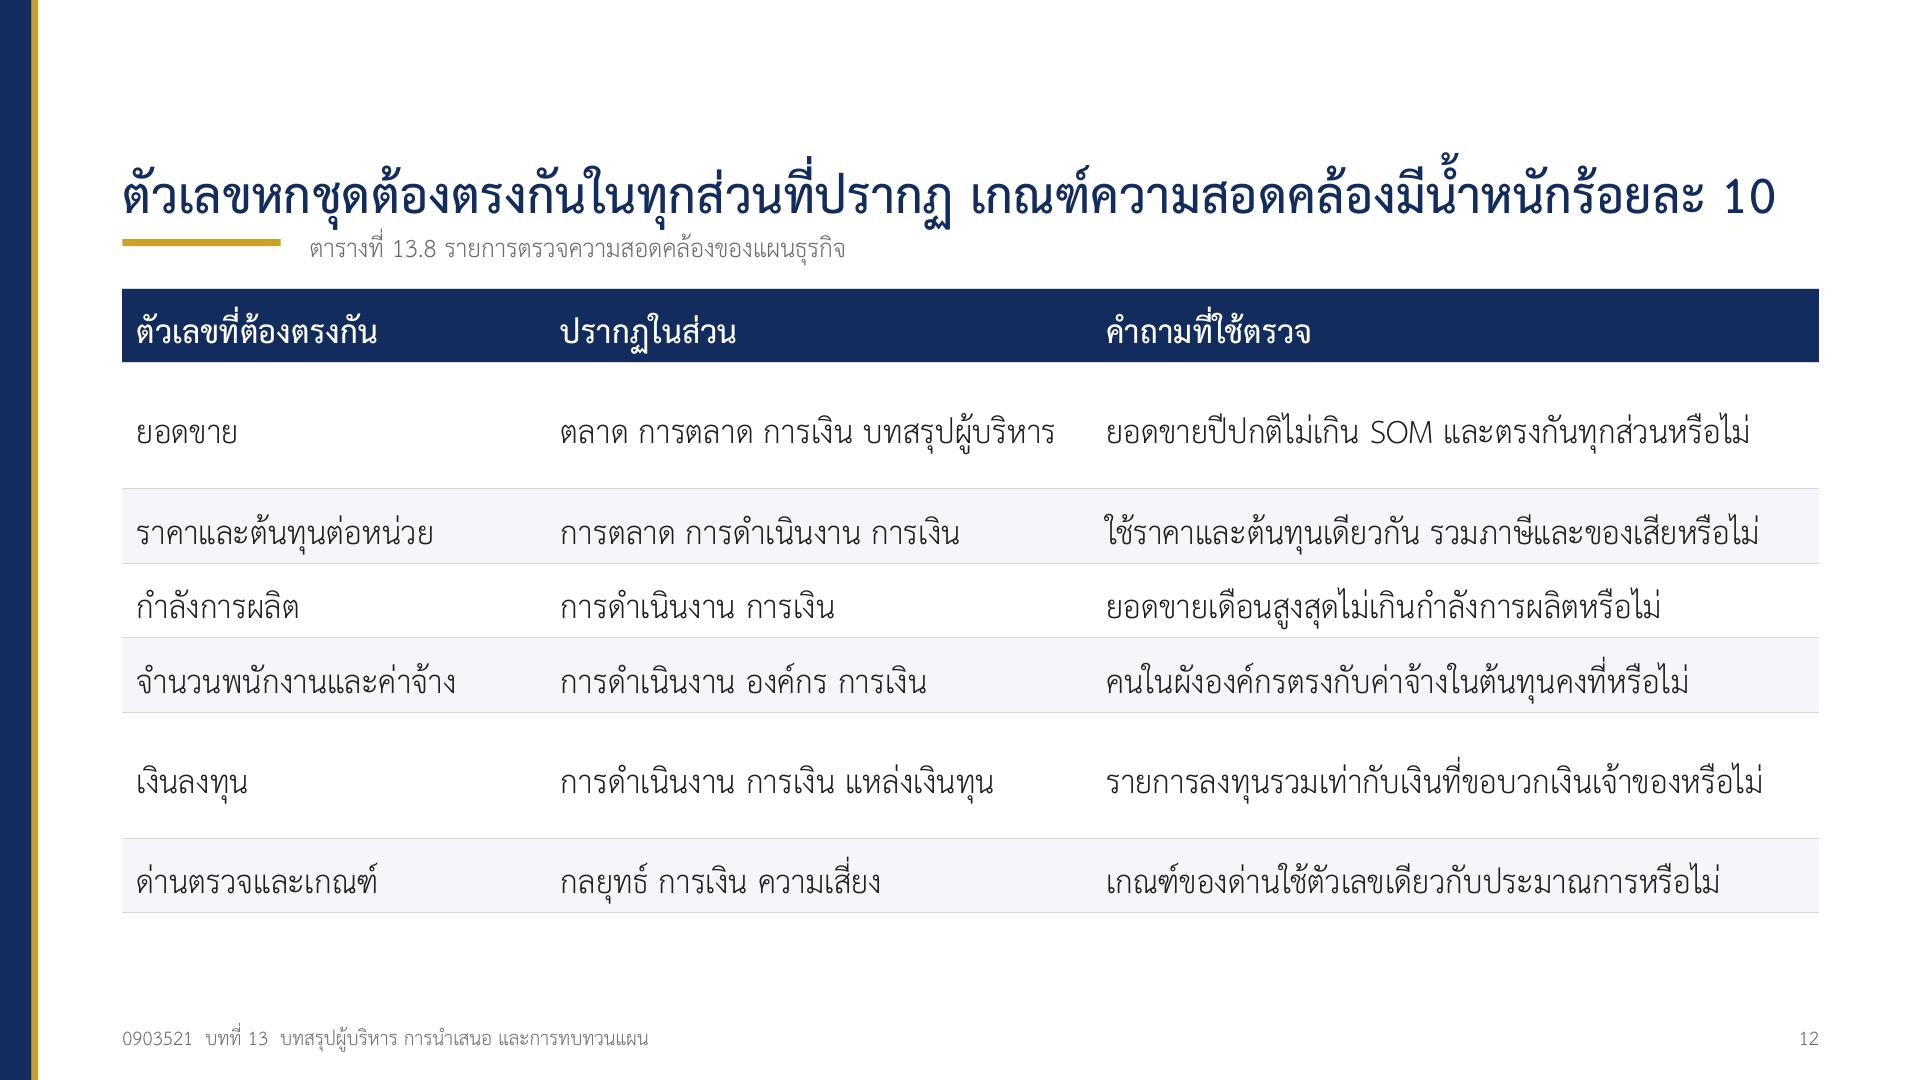 ตัวเลขหกชุดต้องตรงกันในทุกส่วนที่ปรากฏ เกณฑ์ความสอดคล้องมีน้ำหนักร้อยละ 10
ตารางที่ 13.8 รายการตรวจความสอดคล้องของแผนธุรกิจ
ตัวเลขที่ต้องตรงกัน ปรากฏในส่วน คำถามที่ใช้ตรวจ
ยอดขาย ตลาด การตลาด การเงิน บทสรุปผู้บริหาร ยอดขายปีปกติไม่เกิน SOM และตรงกันทุกส่วนหรือไม่
ราคาและต้นทุนต่อหน่วย การตลาด การดำเนินงาน การเงิน ใช้ราคาและต้นทุนเดียวกัน รวมภาษีและของเสียหรือไม่
กำลังการผลิต การดำเนินงาน การเงิน ยอดขายเดือนสูงสุดไม่เกินกำลังการผลิตหรือไม่
จำนวนพนักงานและค่าจ้าง การดำเนินงาน องค์กร การเงิน คนในผังองค์กรตรงกับค่าจ้างในต้นทุนคงที่หรือไม่
เงินลงทุน การดำเนินงาน การเงิน แหล่งเงินทุน รายการลงทุนรวมเท่ากับเงินที่ขอบวกเงินเจ้าของหรือไม่
ด่านตรวจและเกณฑ์ กลยุทธ์ การเงิน ความเสี่ยง เกณฑ์ของด่านใช้ตัวเลขเดียวกับประมาณการหรือไม่
0903521 บทที่ 13 บทสรุปผู้บริหาร การนำเสนอ และการทบทวนแผน 12